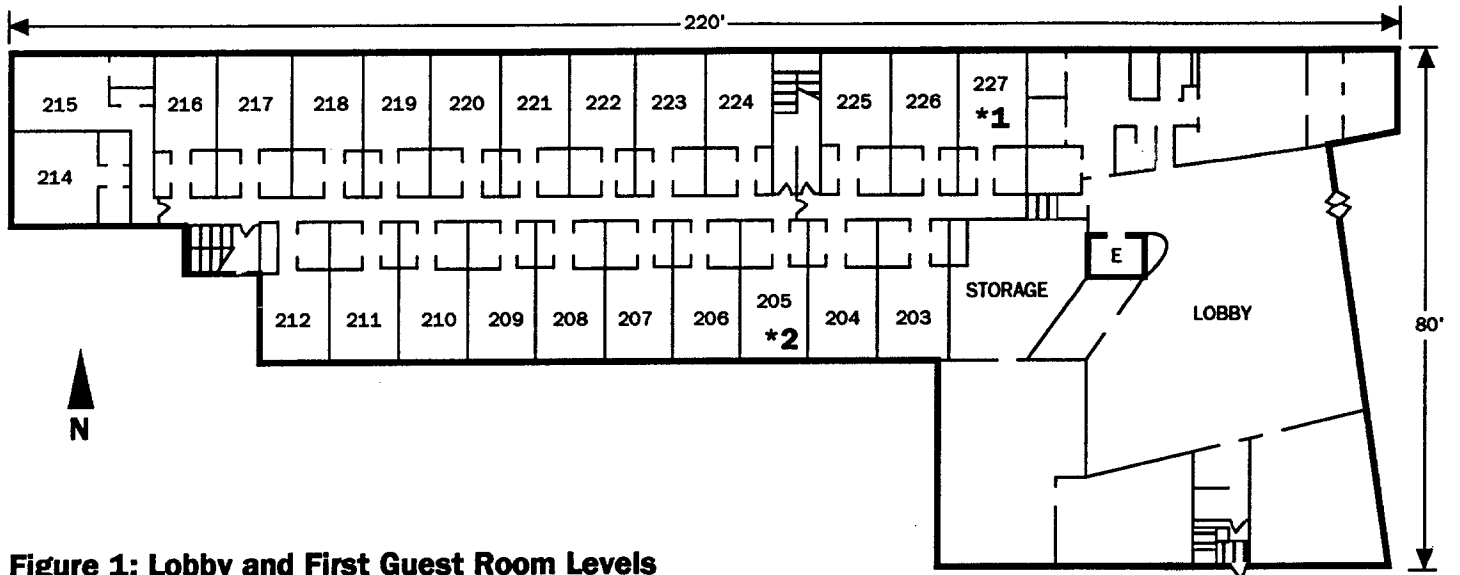 220'
215 216 217 218 219 220 221 222 223 224 225 226 227
*1
214
E
STORAGE
LOBBY
80'
212 211 210 209 208 207 206 205 204 203
*2
N
Figure 1: Lobby and First Guest Room Levels